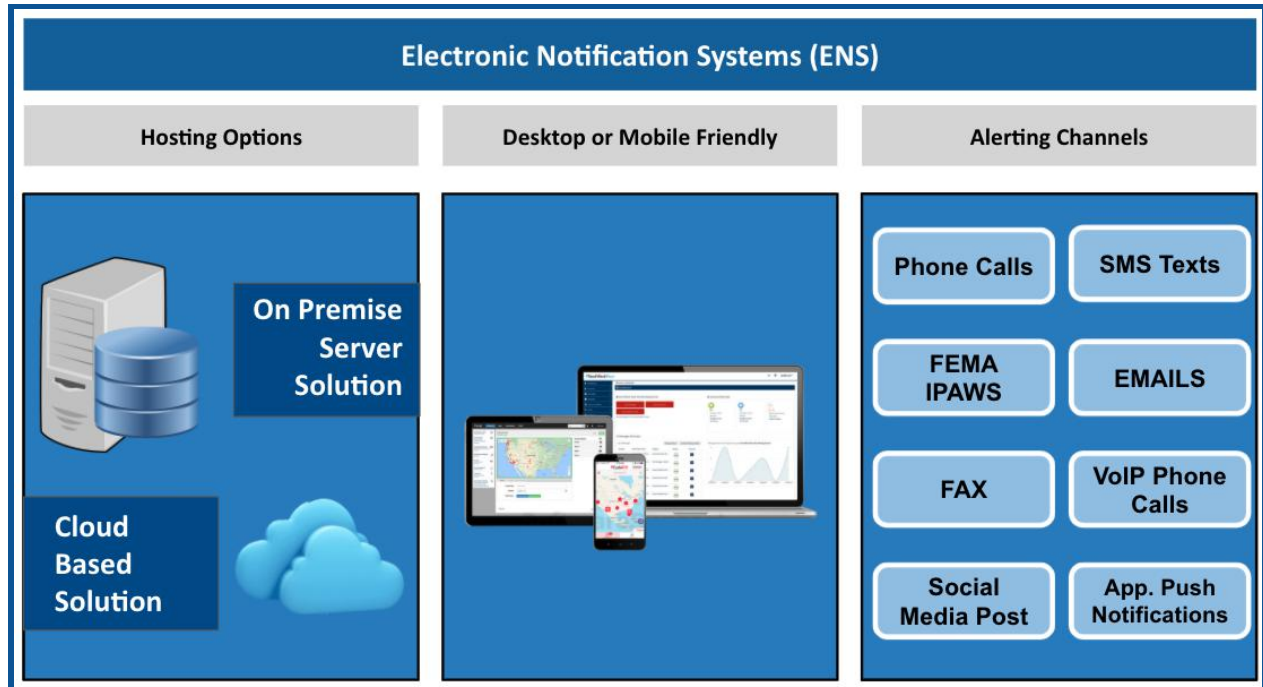 Electronic Notification Systems (ENS)
Hosting Options
Desktop or Mobile Friendly
Alerting Channels
On Premise
Server
Solution
Cloud
Based
Solution
Phone Calls
SMS Texts
FEMA
IPAWS
EMAILS
FAX
VoIP Phone
Calls
Social
Media Post
App. Push
Notifications